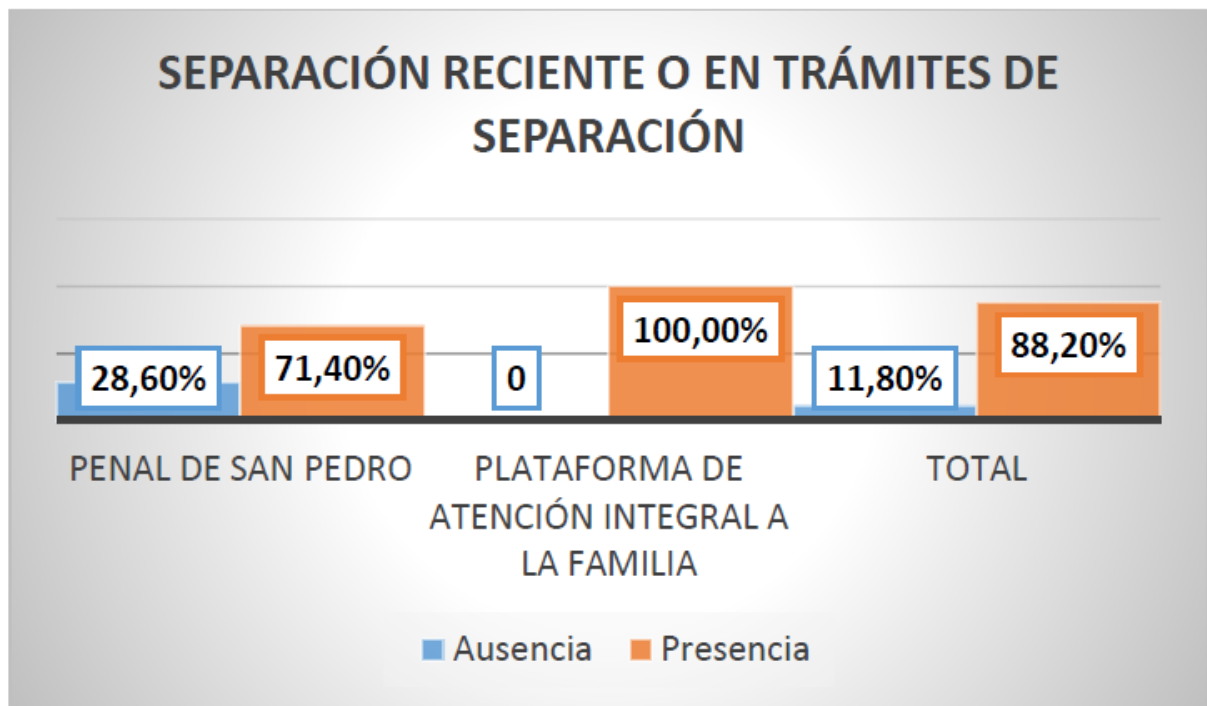 SEPARACIÓN RECIENTE O EN TRÁMITES DE
SEPARACIÓN
28,60%
71,40%
0
100,00%
11,80%
88,20%
PENAL DE SAN PEDRO
PLATAFORMA DE
ATENCIÓN INTEGRAL A
LA FAMILIA
TOTAL
Ausencia
Presencia